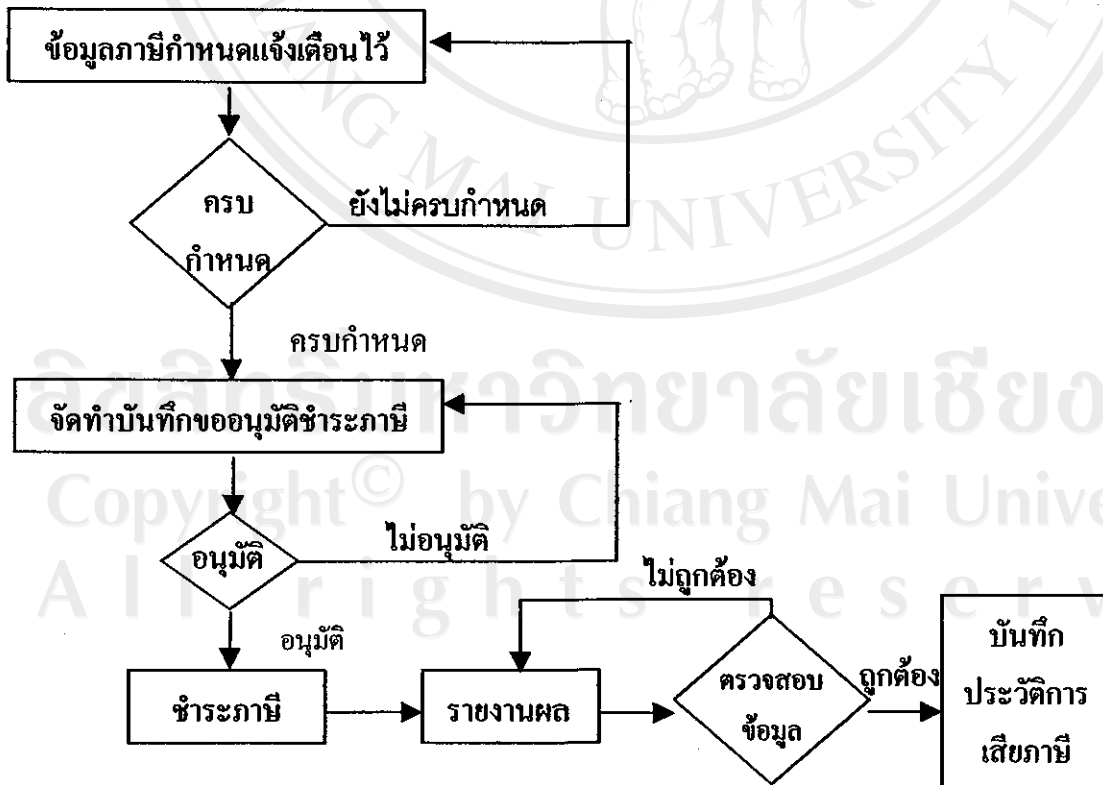 ข้อมูลภาษีกำหนดแจ้งเตือนไว้
ครบ
กำหนด
ยังไม่ครบกำหนด
ครบกำหนด
จัดทำบันทึกขออนุมัติชำระภาษี
อนุมัติ
ไม่อนุมัติ
อนุมัติ
ชำระภาษี
รายงานผล
ไม่ถูกต้อง
ตรวจสอบ
ข้อมูล
ถูกต้อง
บันทึก
ประวัติการ
เสียภาษี
MAI UNIVERSITY
ลิขสิทธิ์มหาวิทยาลัยเชียง
Copyright© by Chiang Mai Unive
All rights reserv